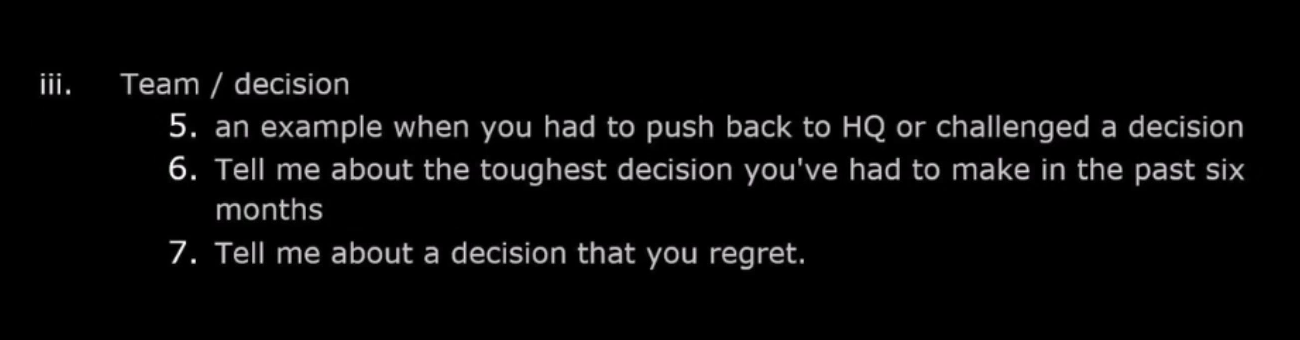 iii. Team / decision
5. an example when you had to push back to HQ or challenged a decision
6. Tell me about the toughest decision you've had to make in the past six
months
7. Tell me about a decision that you regret.